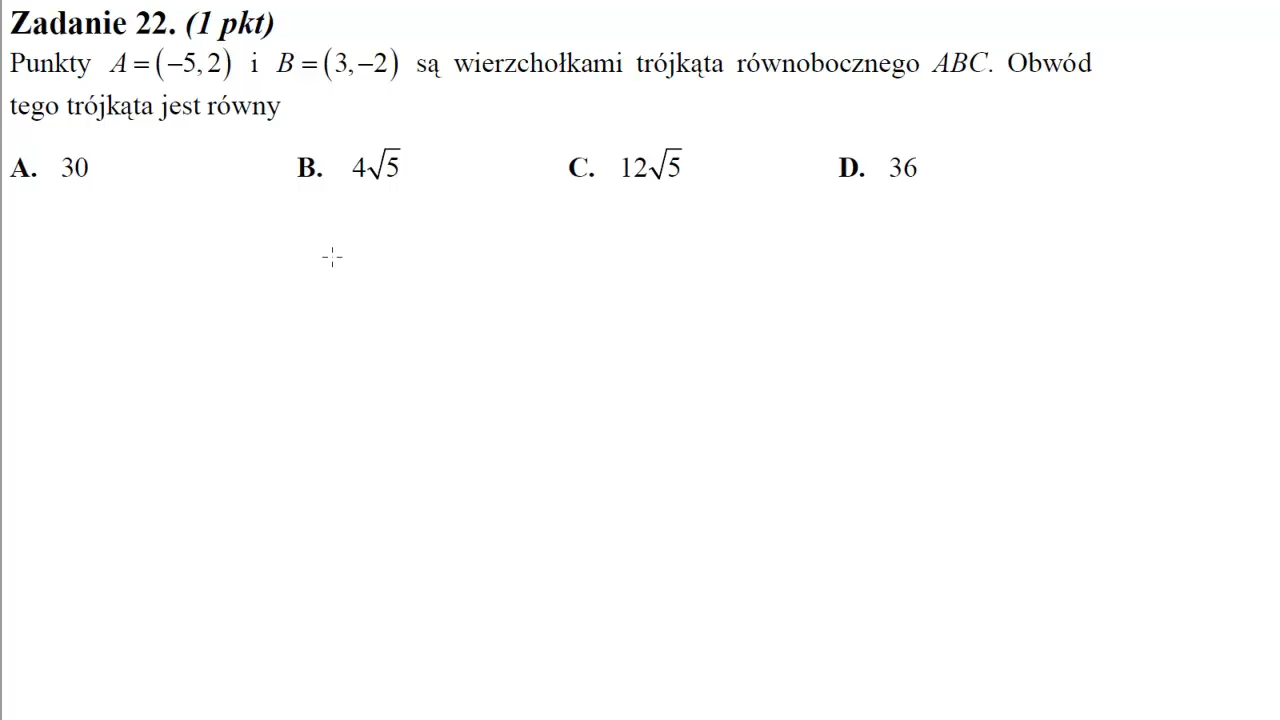 Zadanie 22. (1 pkt)
Punkty A = (−5, 2) i B = (3, −2) są wierzchołkami trójkąta równobocznego ABC. Obwód
tego trójkąta jest równy
A. 30 B. 4√5 C. 12√5 D. 36